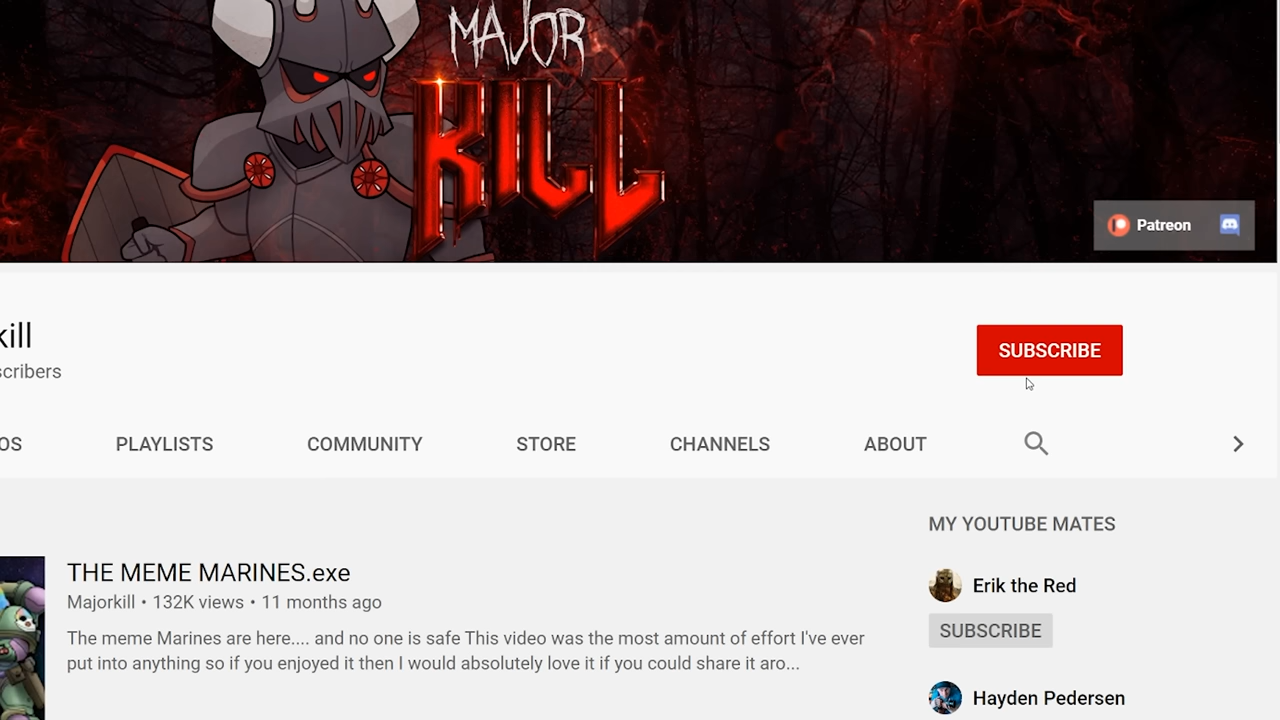 MAJOR
KILL
Patreon
kill
scribers
SUBSCRIBE
OS
PLAYLISTS
COMMUNITY
STORE
CHANNELS
ABOUT
MY YOUTUBE MATES
THE MEME MARINES.exe
Majorkill • 132K views • 11 months ago
The meme Marines are here.... and no one is safe This video was the most amount of effort I've ever
put into anything so if you enjoyed it then I would absolutely love it if you could share it aro...
Erik the Red
SUBSCRIBE
Hayden Pedersen